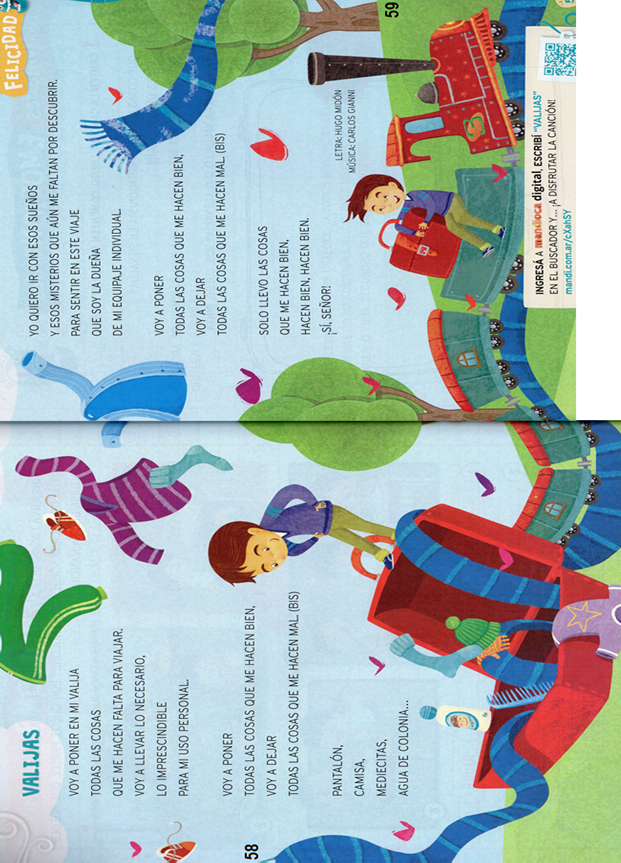 VALIJAS
VOY A PONER EN MI VALIJA
TODAS LAS COSAS
QUE ME HACEN FALTA PARA VIAJAR.
VOY A LLEVAR LO NECESARIO,
LO IMPRESCINDIBLE
PARA MI USO PERSONAL.
VOY A PONER
TODAS LAS COSAS QUE ME HACEN BIEN,
VOY A DEJAR
TODAS LAS COSAS QUE ME HACEN MAL. (BIS)
PANTALÓN,
CAMISA,
MEDIECITAS,
AGUA DE COLONIA...
58
FELICIDAD
YO QUIERO IR CON ESOS SUEÑOS
Y ESOS MISTERIOS QUE AÚN ME FALTAN POR DESCUBRIR.
PARA SENTIR EN ESTE VIAJE
QUE SOY LA DUEÑA
DE MI EQUIPAJE INDIVIDUAL.
VOY A PONER
TODAS LAS COSAS QUE ME HACEN BIEN,
VOY A DEJAR
TODAS LAS COSAS QUE ME HACEN MAL. (BIS)
SOLO LLEVO LAS COSAS
QUE ME HACEN BIEN,
HACEN BIEN, HACEN BIEN.
¡SÍ, SEÑOR!
LETRA: HUGO MIDÓN
MÚSICA: CARLOS GIANNI
3
INGRESÁ A mandioca digital, ESCRIBÍ "VALIJAS"
EN EL BUSCADOR Y... ¡A DISFRUTAR LA CANCIÓN!
mandi.com.ar/cXahSY
59